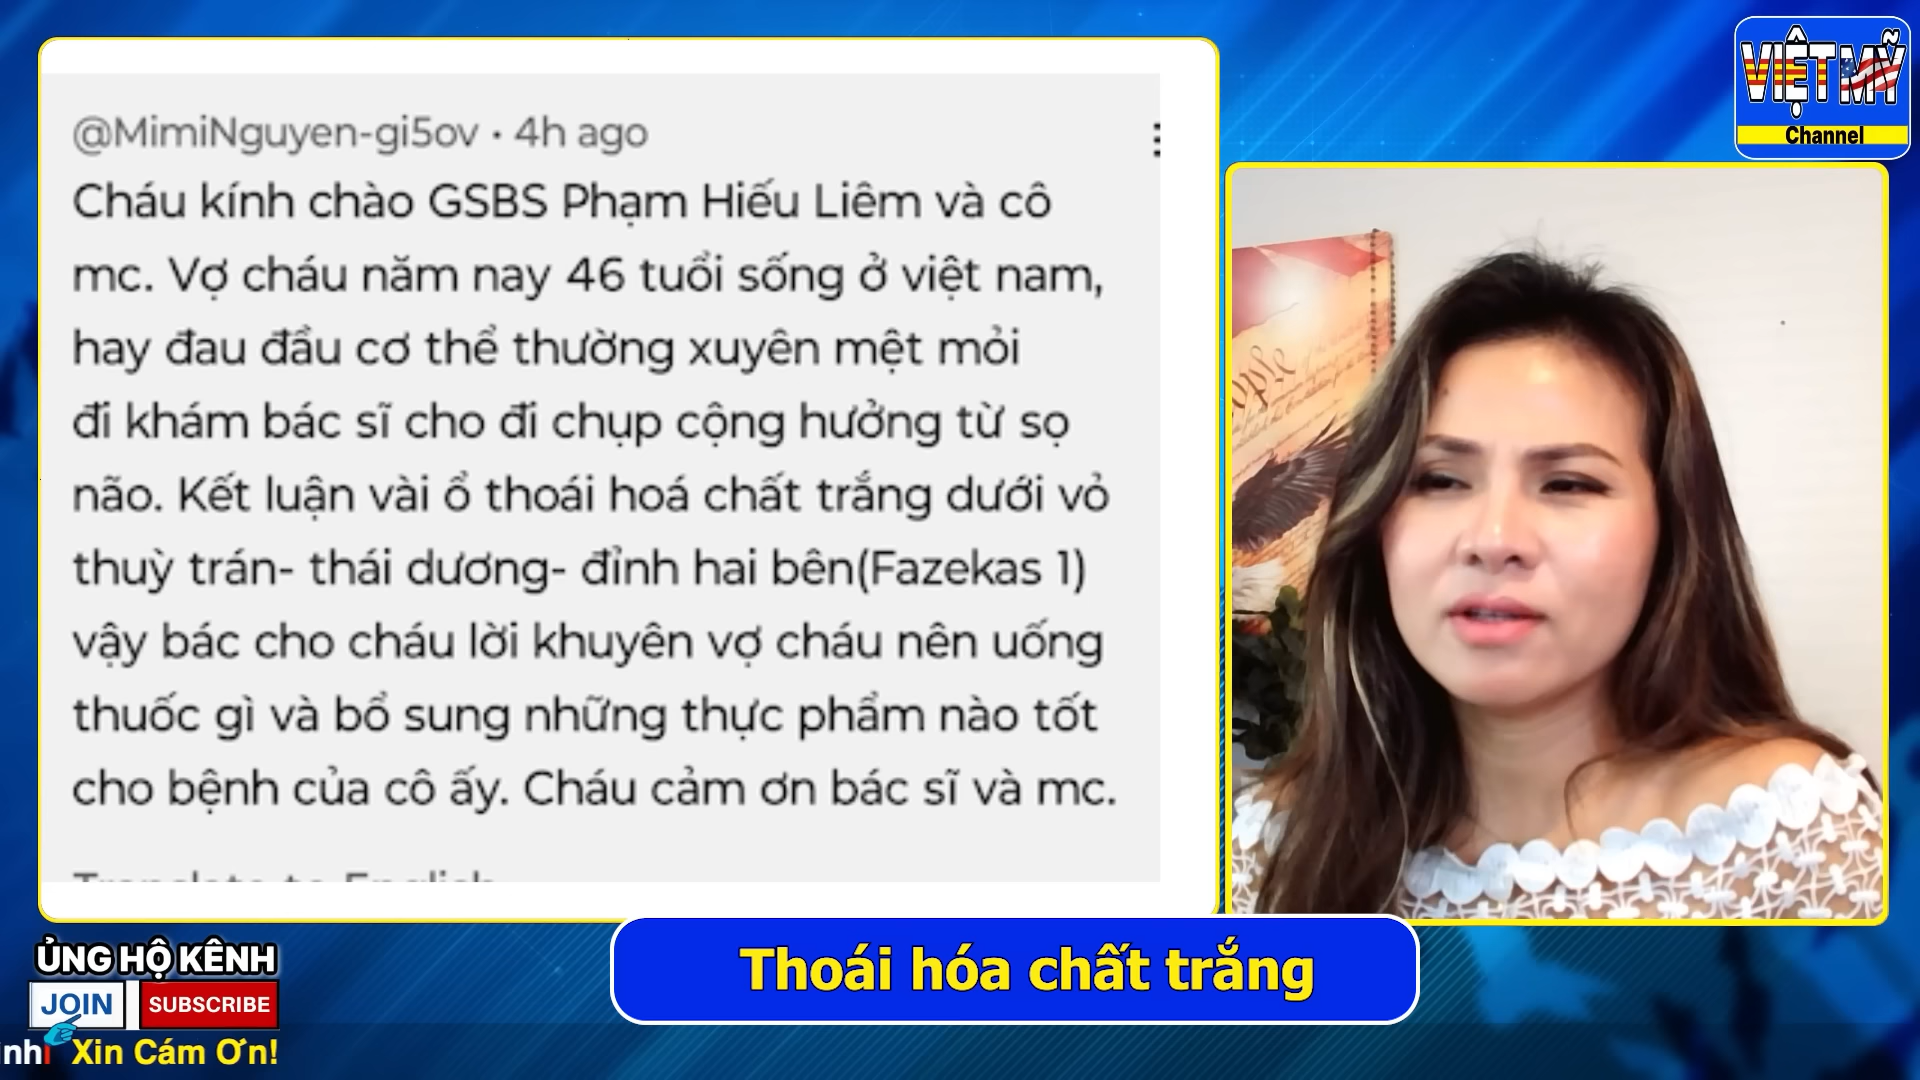 VIỆT MỸ
Channel
@MimiNguyen-gi5ov • 4h ago
Cháu kính chào GSBS Phạm Hiếu Liêm và cô
mc. Vợ cháu năm nay 46 tuổi sống ở việt nam,
hay đau đầu cơ thể thường xuyên mệt mỏi
đi khám bác sĩ cho đi chụp cộng hưởng từ sọ
não. Kết luận vài ổ thoái hoá chất trắng dưới vỏ
thuỳ trán- thái dương- đỉnh hai bên(Fazekas 1)
vậy bác cho cháu lời khuyên vợ cháu nên uống
thuốc gì và bổ sung những thực phẩm nào tốt
cho bệnh của cô ấy. Cháu cảm ơn bác sĩ và mc.
Translate to English
Thoái hóa chất trắng
ỦNG HỘ KÊNH
JOIN SUBSCRIBE
Xin Cám Ơn!